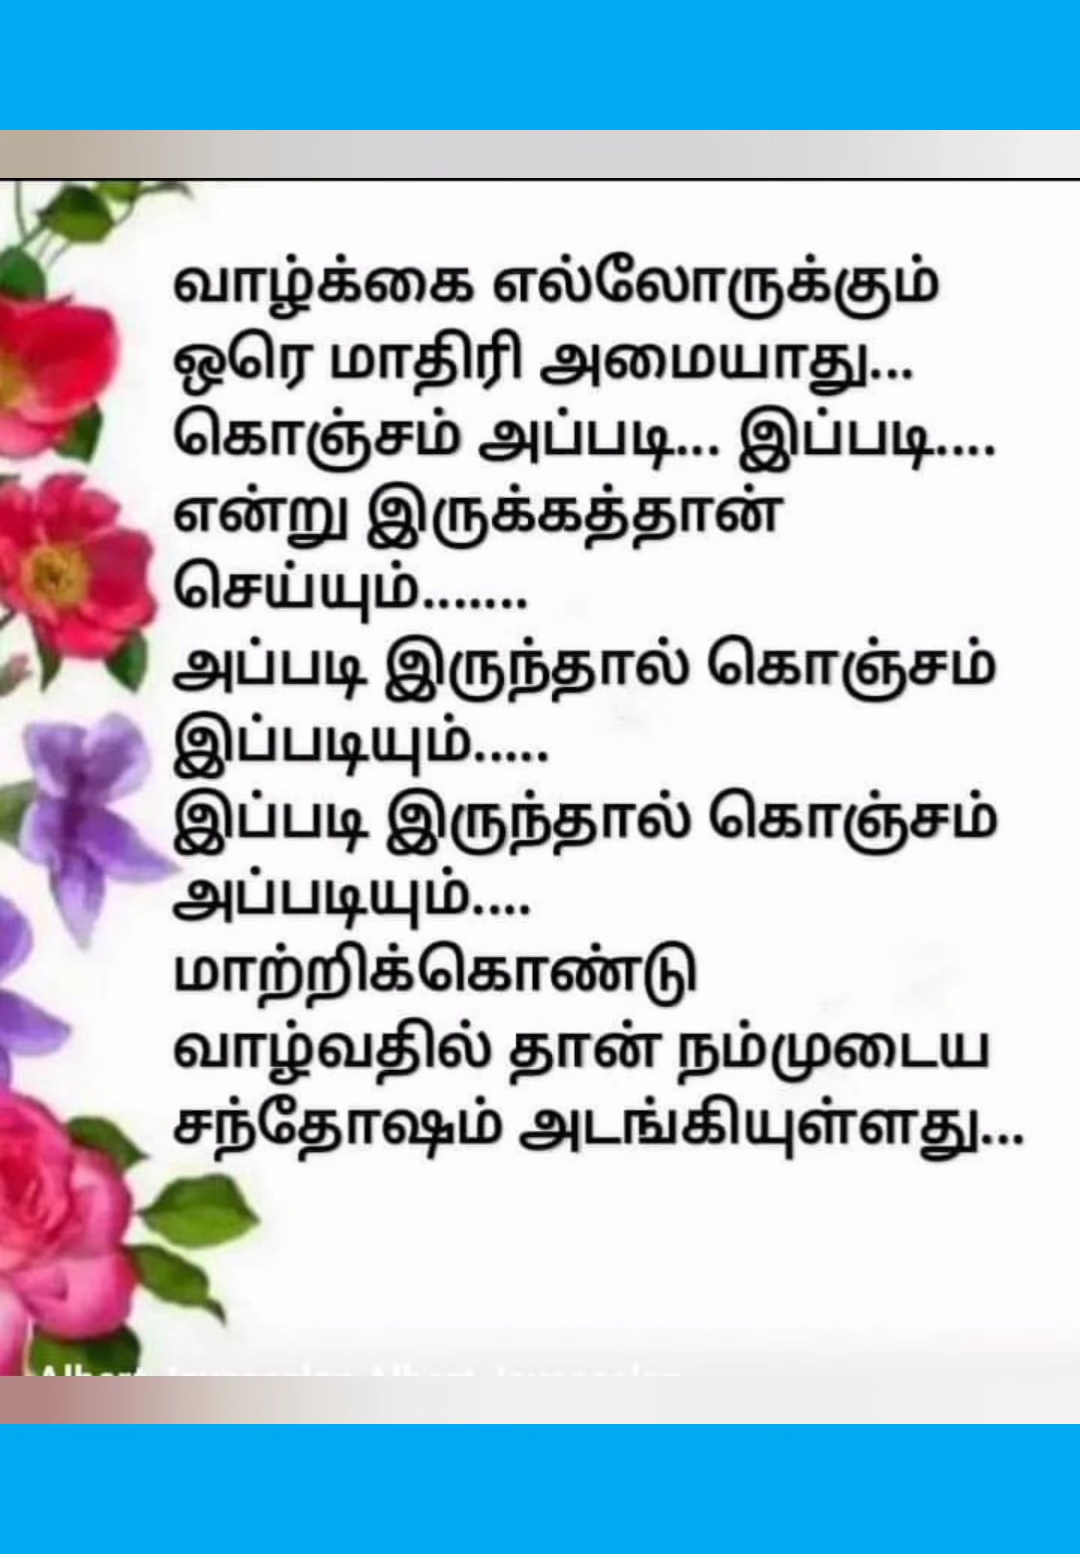 வாழ்க்கை எல்லோருக்கும்
ஒரெ மாதிரி அமையாது...
கொஞ்சம் அப்படி... இப்படி....
என்று இருக்கத்தான்
செய்யும்.......
அப்படி இருந்தால் கொஞ்சம்
இப்படியும்.....
இப்படி இருந்தால் கொஞ்சம்
அப்படியும்....
மாற்றிக்கொண்டு
வாழ்வதில் தான் நம்முடைய
சந்தோஷம் அடங்கியுள்ளது...